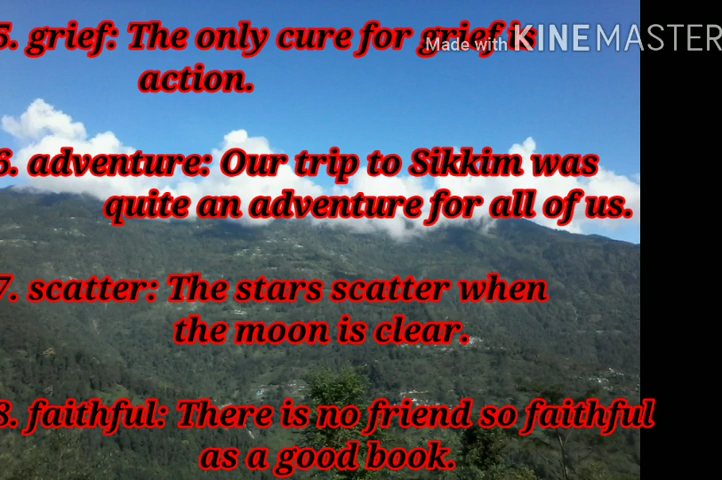 5. grief: The only cure for grief is
Made with KINEMASTER
action.
6. adventure: Our trip to Sikkim was
quite an adventure for all of us.
7. scatter: The stars scatter when
the moon is clear.
8. faithful: There is no friend so faithful
as a good book.